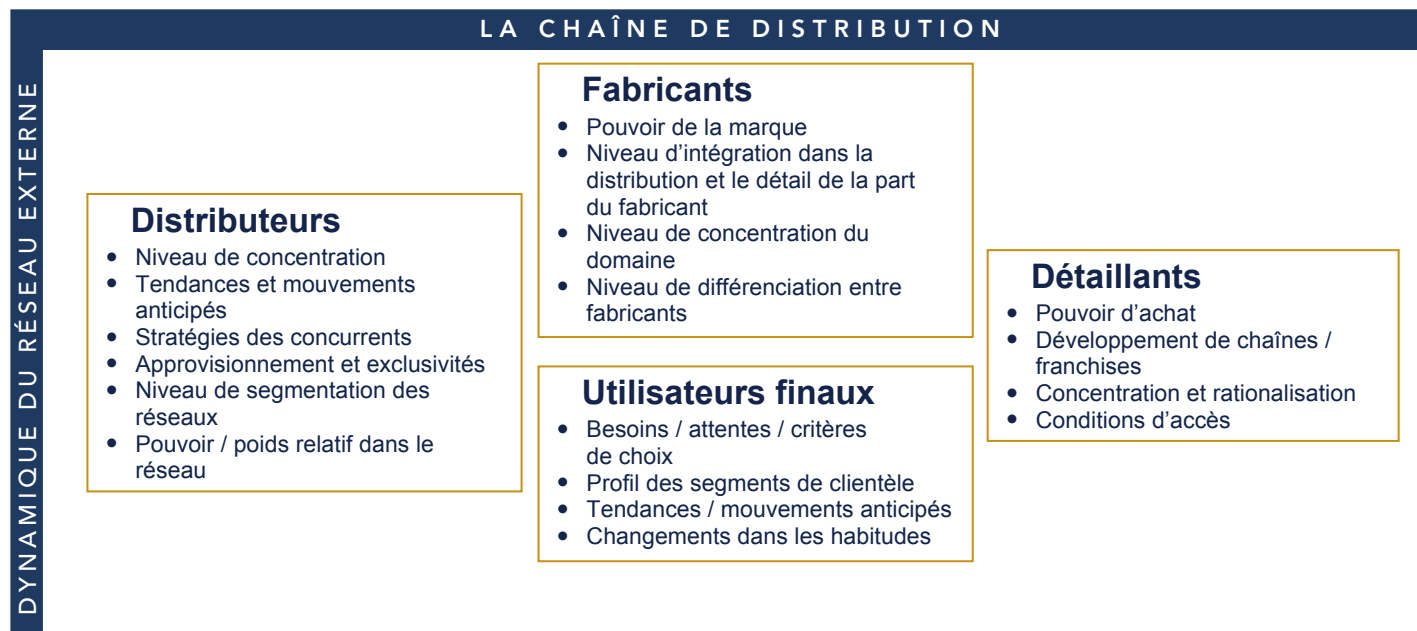 LA CHAÎNE DE DISTRIBUTION
DYNAMIQUE DU RÉSEAU EXTERNE
Distributeurs
• Niveau de concentration
• Tendances et mouvements
anticipés
• Stratégies des concurrents
• Approvisionnement et exclusivités
• Niveau de segmentation des
réseaux
• Pouvoir / poids relatif dans le
réseau
Fabricants
• Pouvoir de la marque
• Niveau d’intégration dans la
distribution et le détail de la part
du fabricant
• Niveau de concentration du
domaine
• Niveau de différenciation entre
fabricants
Utilisateurs finaux
• Besoins / attentes / critères
de choix
• Profil des segments de clientèle
• Tendances / mouvements anticipés
• Changements dans les habitudes
Détaillants
• Pouvoir d’achat
• Développement de chaînes /
franchises
• Concentration et rationalisation
• Conditions d’accès